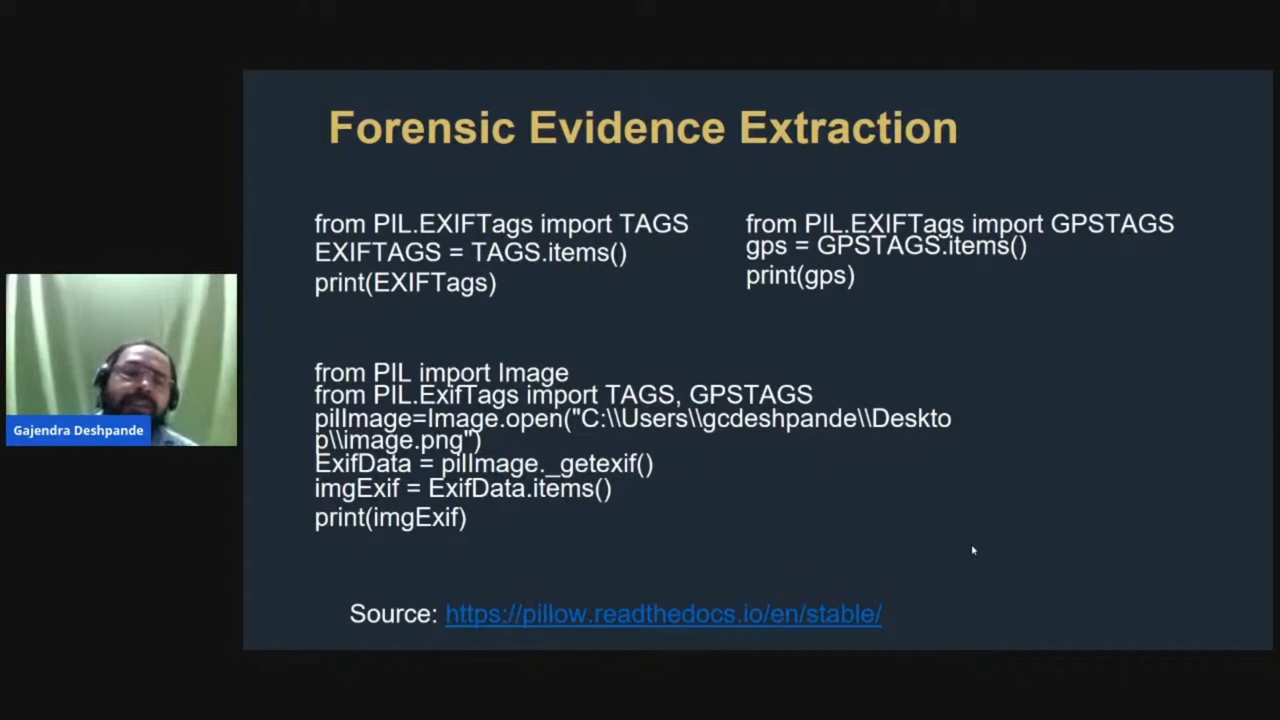 Forensic Evidence Extraction
from PIL.EXIFTags import TAGS
EXIFTAGS = TAGS.items()
print(EXIFTags)
from PIL.EXIFTags import GPSTAGS
gps = GPSTAGS.items()
print(gps)
from PIL import Image
from PIL.ExifTags import TAGS, GPSTAGS
pilImage=Image.open("C:\\Users\\gcdeshpande\\Deskto
p\\image.png")
ExifData = pilImage._getexif()
imgExif = ExifData.items()
print(imgExif)
Source: https://pillow.readthedocs.io/en/stable/
Gajendra Deshpande